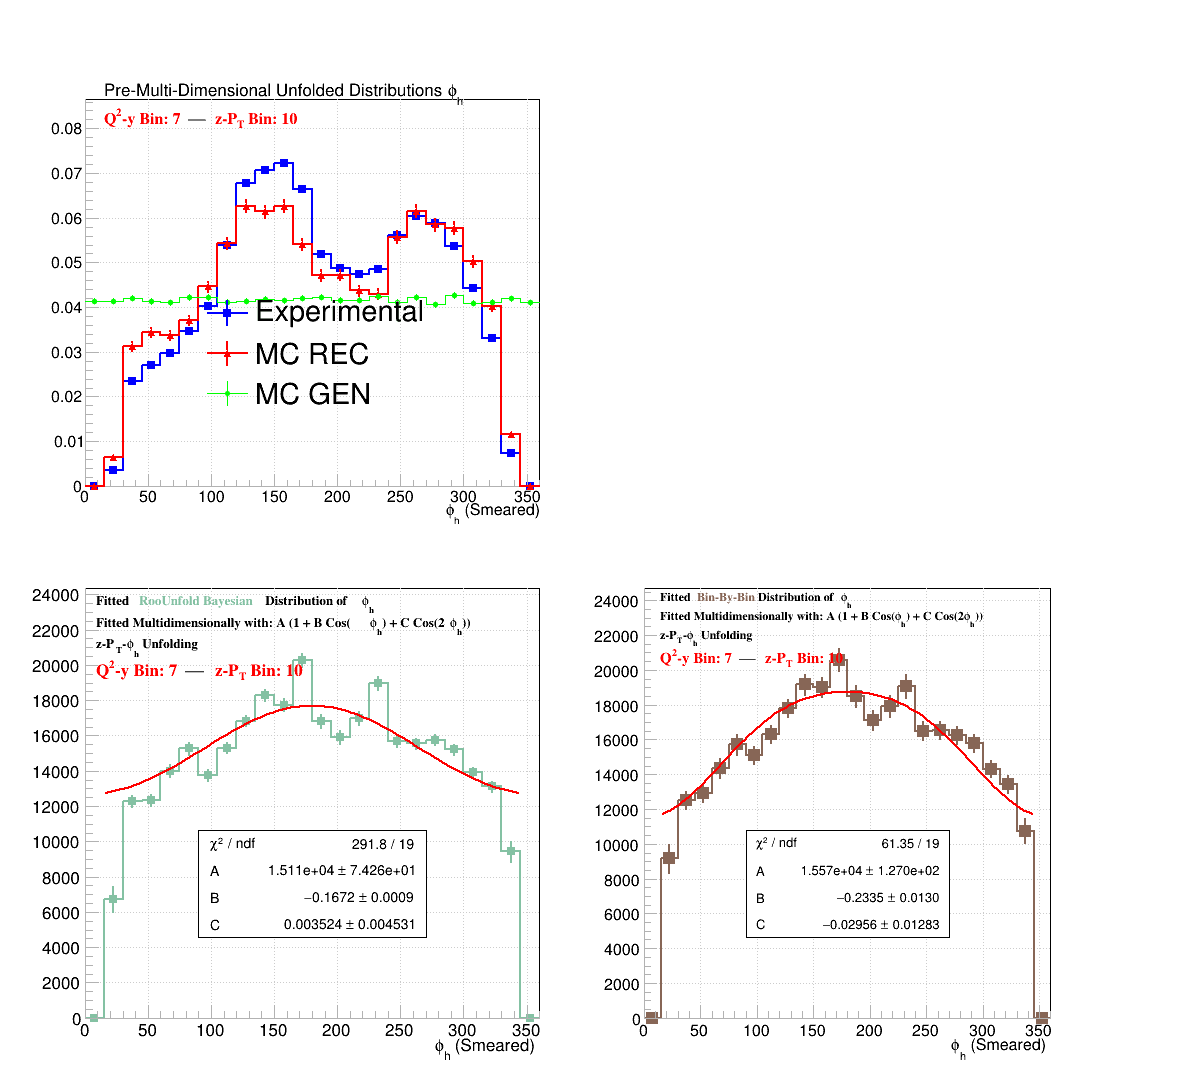 Pre-Multi-Dimensional Unfolded Distributions ϕh
Q²-y Bin: 7 — z-PT Bin: 10
0.08
0.07
0.06
0.05
0.04
0.03
0.02
0.01
0
Experimental
MC REC
MC GEN
0 50 100 150 200 250 300 350
ϕh (Smeared)
Fitted RooUnfold Bayesian Distribution of ϕh
Fitted Multidimensionally with: A (1 + B Cos( ϕh) + C Cos(2 ϕh))
z-PT-ϕh Unfolding
Q²-y Bin: 7 — z-PT Bin: 10
24000
22000
20000
18000
16000
14000
12000
10000
8000
6000
4000
2000
0
χ² / ndf 291.8 / 19
A 1.511e+04 ± 7.426e+01
B −0.1672 ± 0.0009
C 0.003524 ± 0.004531
0 50 100 150 200 250 300 350
ϕh (Smeared)
Fitted Bin-By-Bin Distribution of ϕh
Fitted Multidimensionally with: A (1 + B Cos(ϕh) + C Cos(2ϕh))
z-PT-ϕh Unfolding
Q²-y Bin: 7 — z-PT Bin: 10
24000
22000
20000
18000
16000
14000
12000
10000
8000
6000
4000
2000
0
χ² / ndf 61.35 / 19
A 1.557e+04 ± 1.270e+02
B −0.2335 ± 0.0130
C −0.02956 ± 0.01283
0 50 100 150 200 250 300 350
ϕh (Smeared)